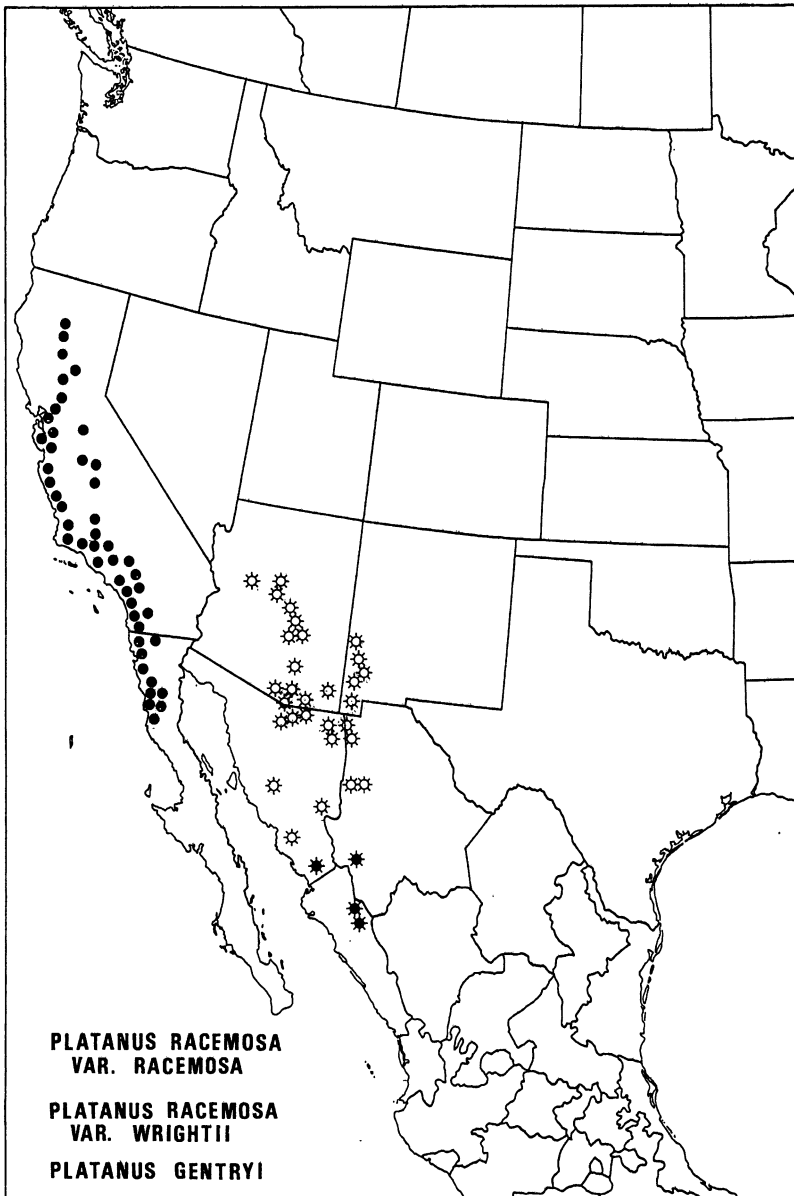 PLATANUS RACEMOSA
VAR. RACEMOSA
PLATANUS RACEMOSA
VAR. WRIGHTII
PLATANUS GENTRYI